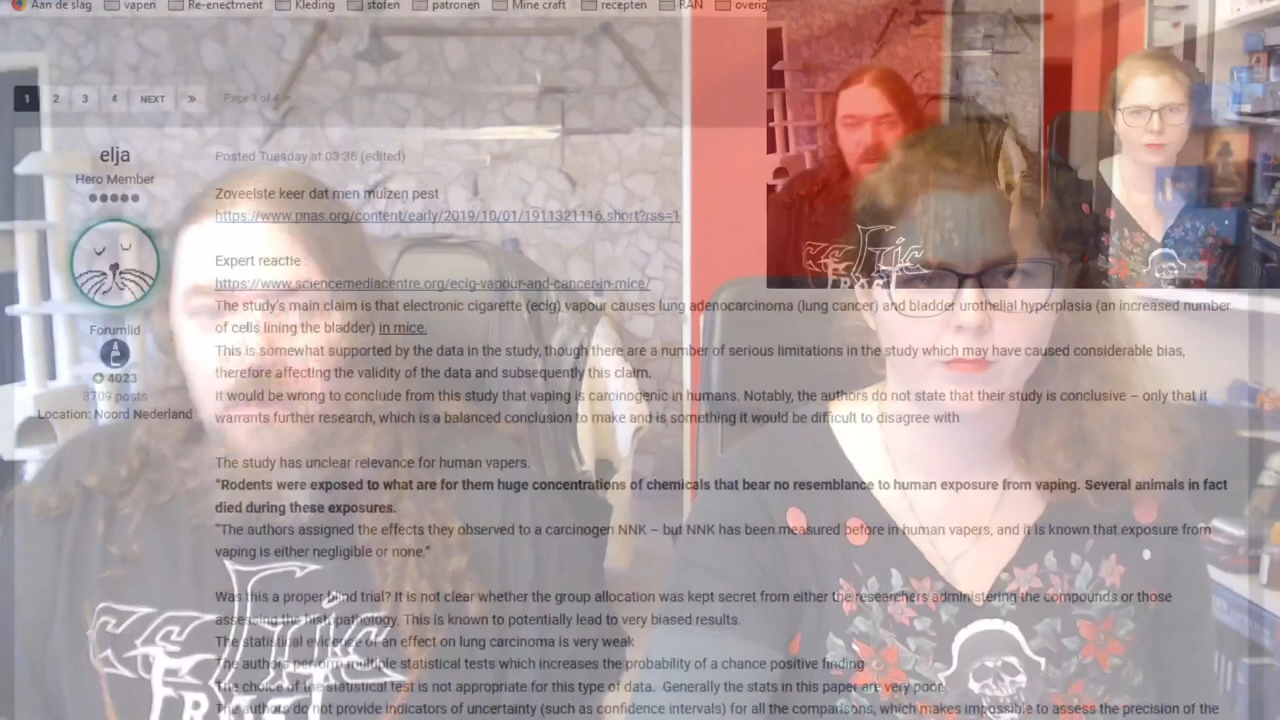 Aan de slag vapen Re-enectment Kleding stofen patronen Mine craft recepten RAN overig
1 2 3 4 NEXT » Page 1 of 4
elja
Hero Member
Forumlid
4023
3709 posts
Location: Noord Nederland
Posted Tuesday at 03:36 (edited)
Zoveelste keer dat men muizen pest
https://www.pnas.org/content/early/2019/10/01/1911321116.short?rss=1
Expert reactie
https://www.sciencemediacentre.org/ecig-vapour-and-cancer-in-mice/
The study's main claim is that electronic cigarette (ecig) vapour causes lung adenocarcinoma (lung cancer) and bladder urothelial hyperplasia (an increased number
of cells lining the bladder) in mice.
This is somewhat supported by the data in the study, though there are a number of serious limitations in the study which may have caused considerable bias,
therefore affecting the validity of the data and subsequently this claim.
It would be wrong to conclude from this study that vaping is carcinogenic in humans. Notably, the authors do not state that their study is conclusive – only that it
warrants further research, which is a balanced conclusion to make and is something it would be difficult to disagree with
The study has unclear relevance for human vapers.
"Rodents were exposed to what are for them huge concentrations of chemicals that bear no resemblance to human exposure from vaping. Several animals in fact
died during these exposures.
"The authors assigned the effects they observed to a carcinogen NNK – but NNK has been measured before in human vapers, and it is known that exposure from
vaping is either negligible or none."
Was this a proper blind trial? It is not clear whether the group allocation was kept secret from either the researchers administering the compounds or those
assessing the histopathology. This is known to potentially lead to very biased results.
The statistical evidence of an effect on lung carcinoma is very weak
The authors perform multiple statistical tests which increases the probability of a chance positive finding
The choice of the statistical test is not appropriate for this type of data. Generally the stats in this paper are very poor.
The authors do not provide indicators of uncertainty (such as confidence intervals) for all the comparisons, which makes impossible to assess the precision of the